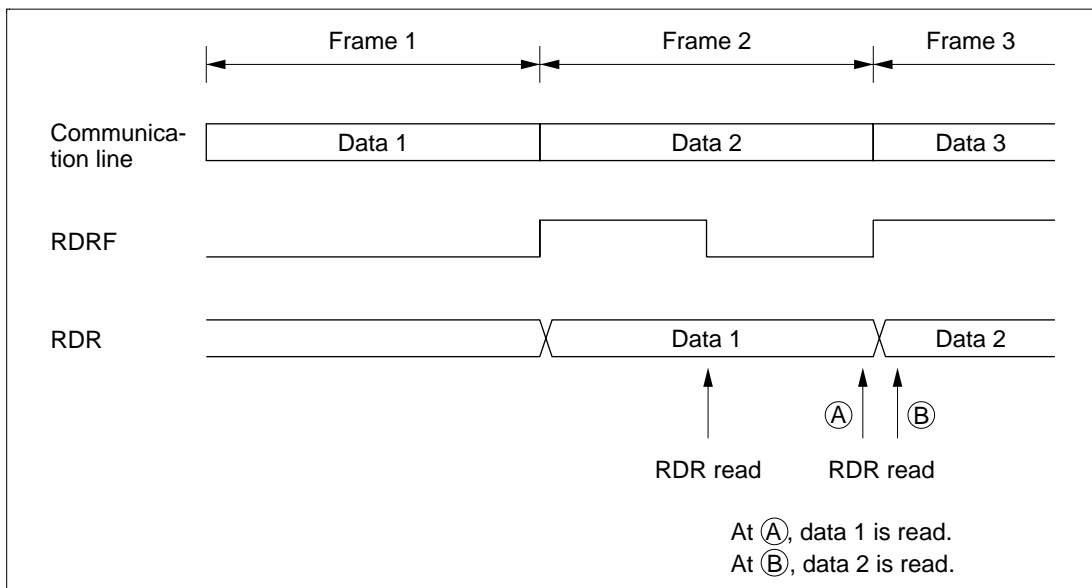 Frame 1 Frame 2 Frame 3
Communica-
tion line
Data 1 Data 2 Data 3
RDRF
RDR
Data 1 Data 2
A B
RDR read RDR read
At A, data 1 is read.
At B, data 2 is read.